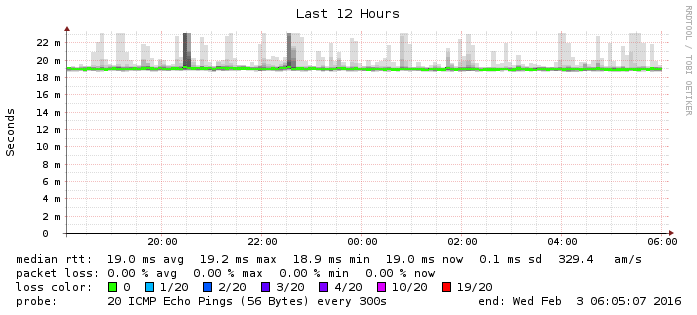 Last 12 Hours
RRDTOOL / TOBI OETIKER
Seconds
22 m
20 m
18 m
16 m
14 m
12 m
10 m
8 m
6 m
4 m
2 m
0
20:00 22:00 00:00 02:00 04:00 06:00
median rtt: 19.0 ms avg 19.2 ms max 18.9 ms min 19.0 ms now 0.1 ms sd 329.4 am/s
packet loss: 0.00 % avg 0.00 % max 0.00 % min 0.00 % now
loss color: 0 1/20 2/20 3/20 4/20 10/20 19/20
probe: 20 ICMP Echo Pings (56 Bytes) every 300s end: Wed Feb 3 06:05:07 2016